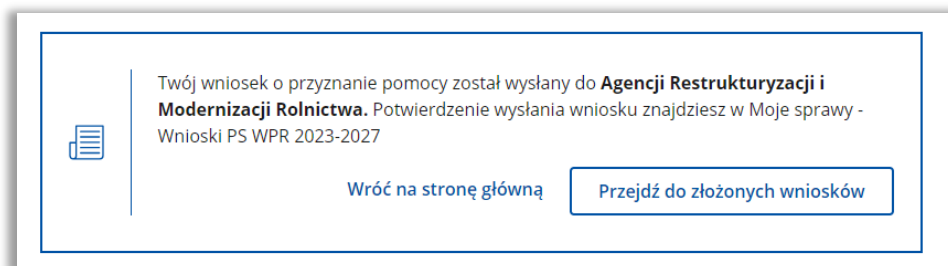 Twój wniosek o przyznanie pomocy został wysłany do Agencji Restrukturyzacji i
Modernizacji Rolnictwa. Potwierdzenie wysłania wniosku znajdziesz w Moje sprawy -
Wnioski PS WPR 2023-2027
Wróć na stronę główną
Przejdź do złożonych wniosków